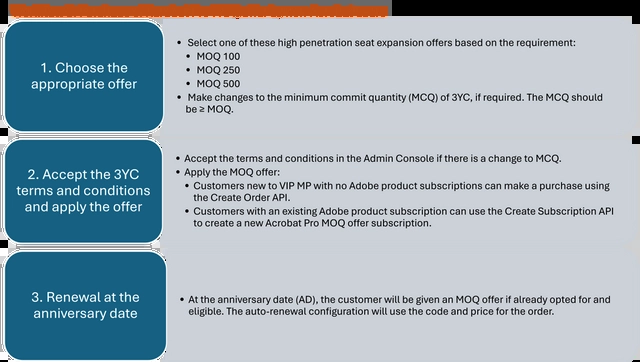 1. Choose the
appropriate offer
• Select one of these high penetration seat expansion offers based on the requirement:
• MOQ 100
• MOQ 250
• MOQ 500
• Make changes to the minimum commit quantity (MCQ) of 3YC, if required. The MCQ should
be ≥ MOQ.
2. Accept the 3YC
terms and conditions
and apply the offer
• Accept the terms and conditions in the Admin Console if there is a change to MCQ.
• Apply the MOQ offer:
• Customers new to VIP MP with no Adobe product subscriptions can make a purchase using
the Create Order API.
• Customers with an existing Adobe product subscription can use the Create Subscription API
to create a new Acrobat Pro MOQ offer subscription.
3. Renewal at the
anniversary date
• At the anniversary date (AD), the customer will be given an MOQ offer if already opted for and
eligible. The auto-renewal configuration will use the code and price for the order.